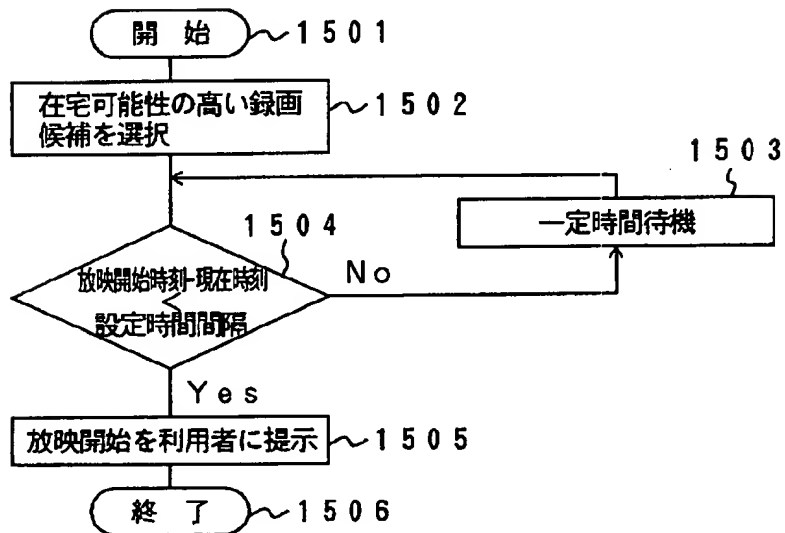 開 始 1501
在宅可能性の高い録画 1502
候補を選択
1503
一定時間待機
1504
放映開始時刻-現在時刻
<
設定時間間隔
No
Yes
放映開始を利用者に提示 1505
終 了 1506